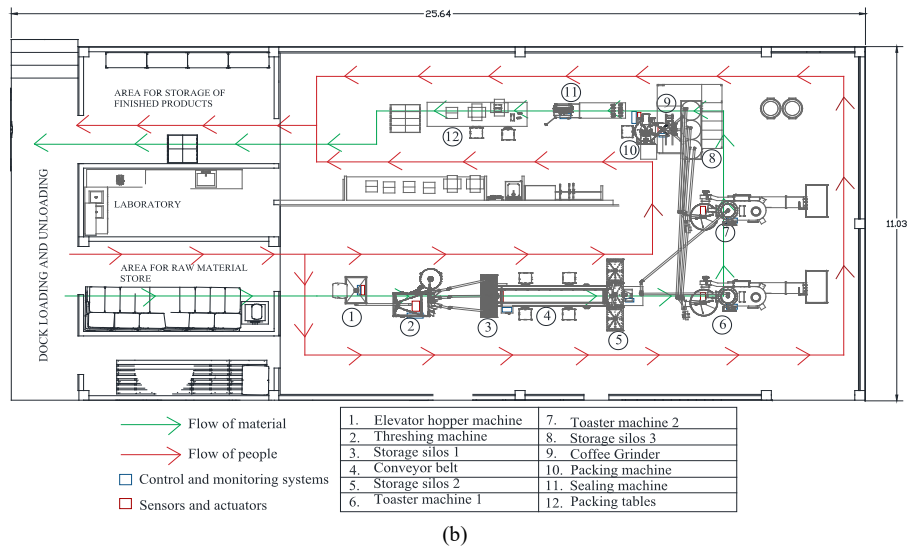 25.64
AREA FOR STORAGE OF
FINISHED PRODUCTS
11
9
12
10
8
LABORATORY
7
11.03
DOCK LOADING AND UNLOADING
AREA FOR RAW MATERIAL
STORE
1
2
3
4
5
6
Flow of material
Flow of people
Control and monitoring systems
Sensors and actuators
1. Elevator hopper machine
2. Threshing machine
3. Storage silos 1
4. Conveyor belt
5. Storage silos 2
6. Toaster machine 1
7. Toaster machine 2
8. Storage silos 3
9. Coffee Grinder
10. Packing machine
11. Sealing machine
12. Packing tables
(b)